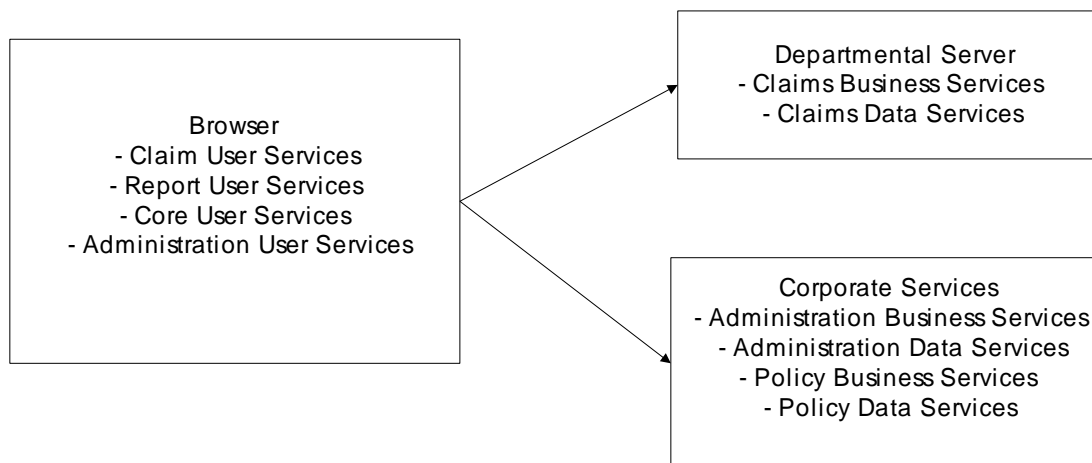 Browser
- Claim User Services
- Report User Services
- Core User Services
- Administration User Services
Departmental Server
- Claims Business Services
- Claims Data Services
Corporate Services
- Administration Business Services
- Administration Data Services
- Policy Business Services
- Policy Data Services